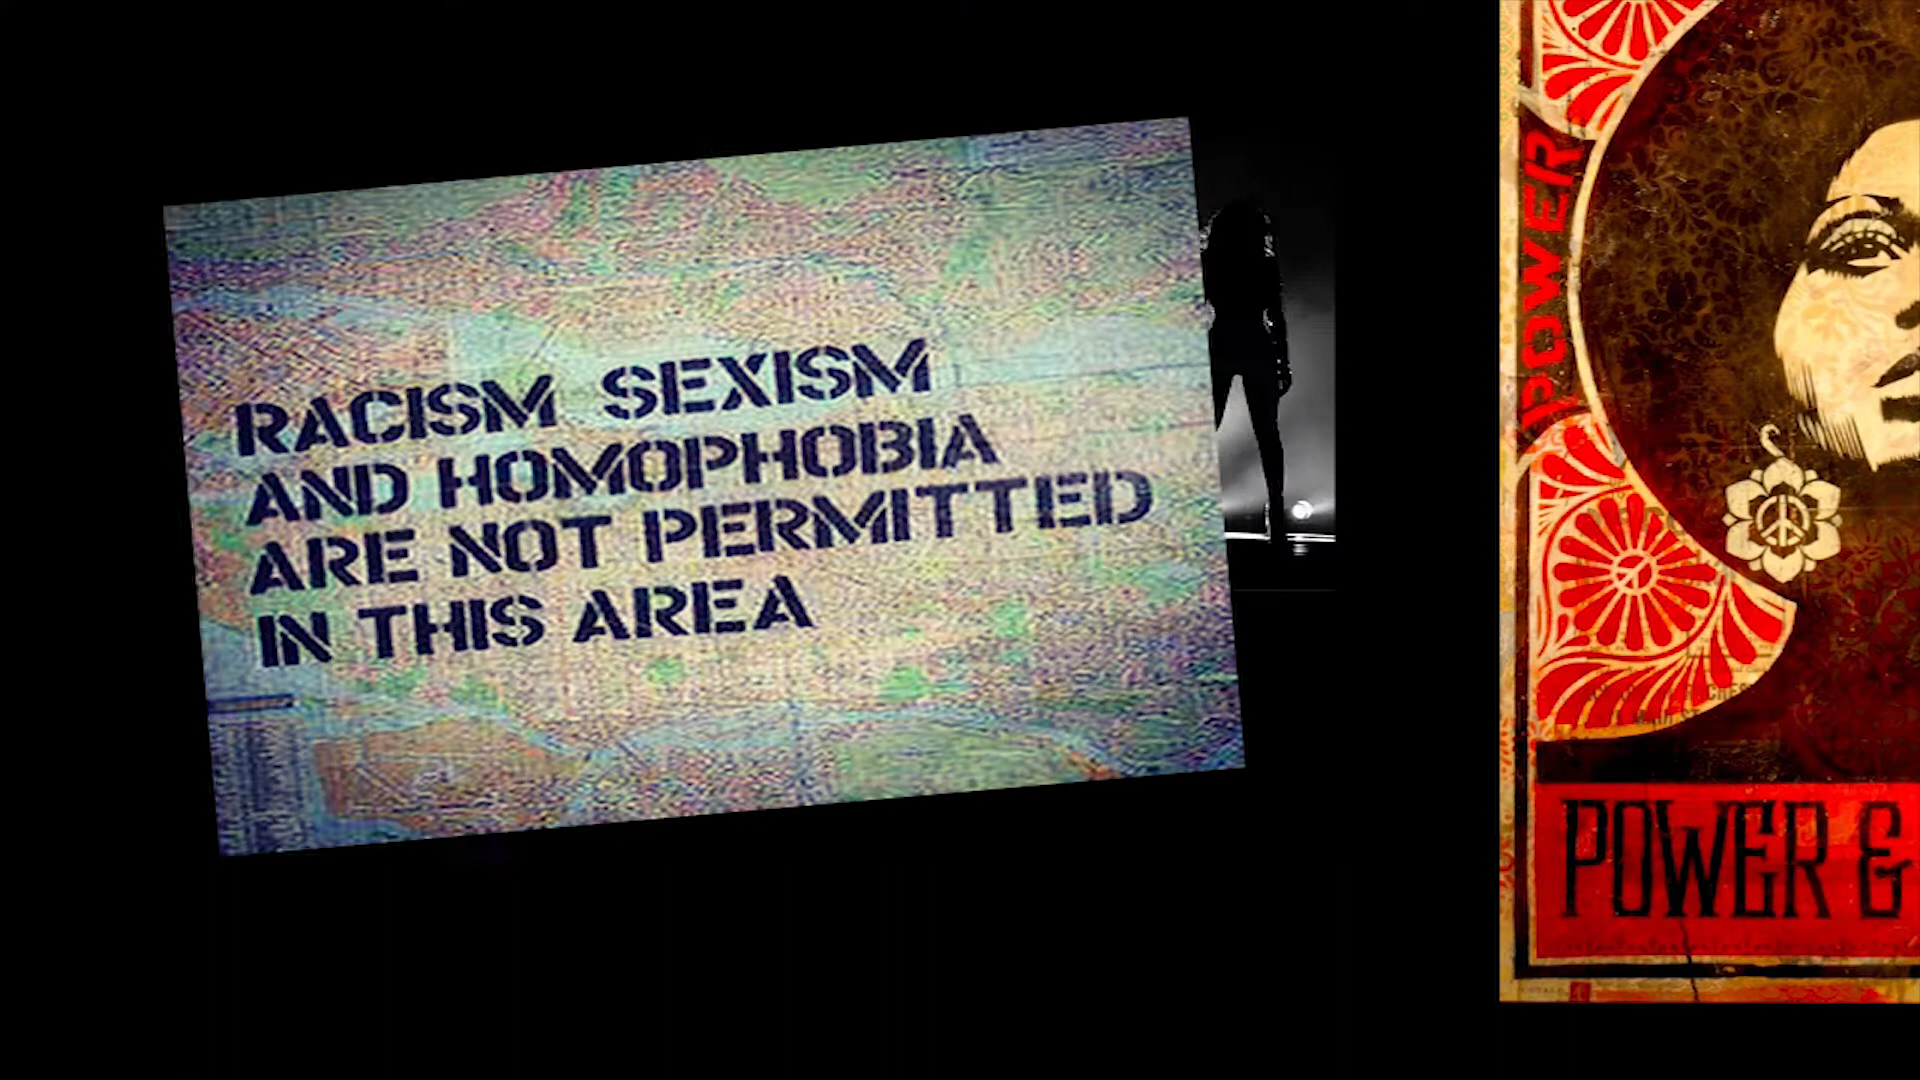 RACISM SEXISM
AND HOMOPHOBIA
ARE NOT PERMITTED
IN THIS AREA
POWER
POWER &